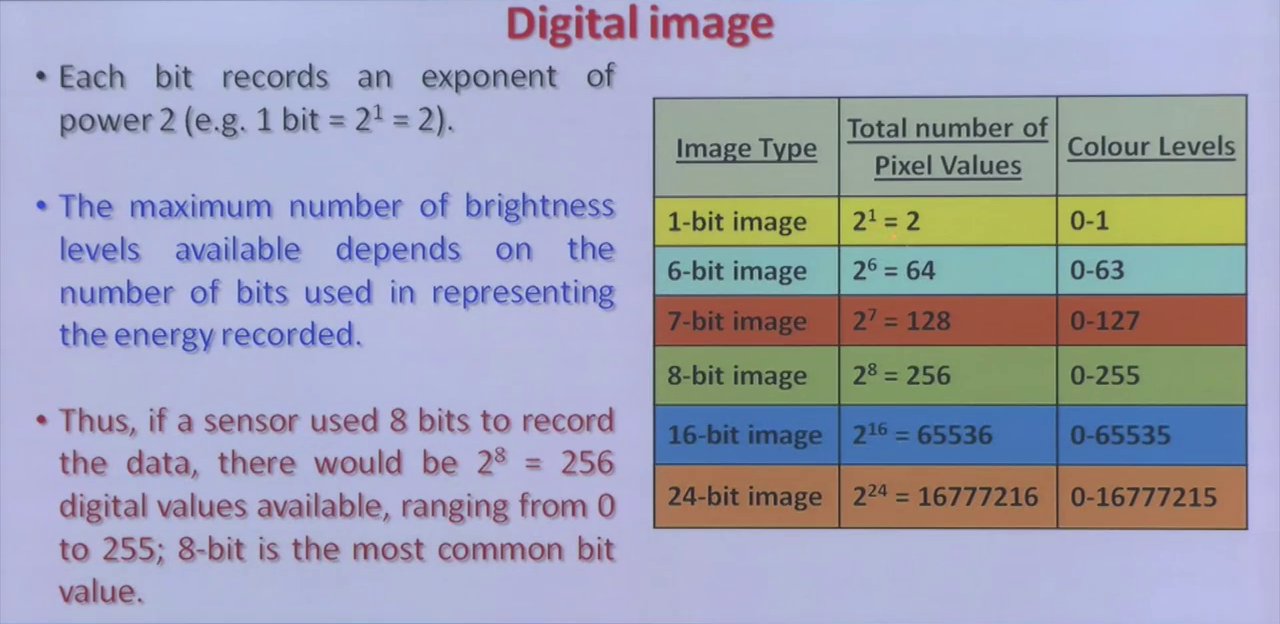 Digital image
• Each bit records an exponent of
power 2 (e.g. 1 bit = 2¹ = 2).
• The maximum number of brightness
levels available depends on the
number of bits used in representing
the energy recorded.
• Thus, if a sensor used 8 bits to record
the data, there would be 2⁸ = 256
digital values available, ranging from 0
to 255; 8-bit is the most common bit
value.
Image Type Total number of Pixel Values Colour Levels
1-bit image 2¹ = 2 0-1
6-bit image 2⁶ = 64 0-63
7-bit image 2⁷ = 128 0-127
8-bit image 2⁸ = 256 0-255
16-bit image 2¹⁶ = 65536 0-65535
24-bit image 2²⁴ = 16777216 0-16777215